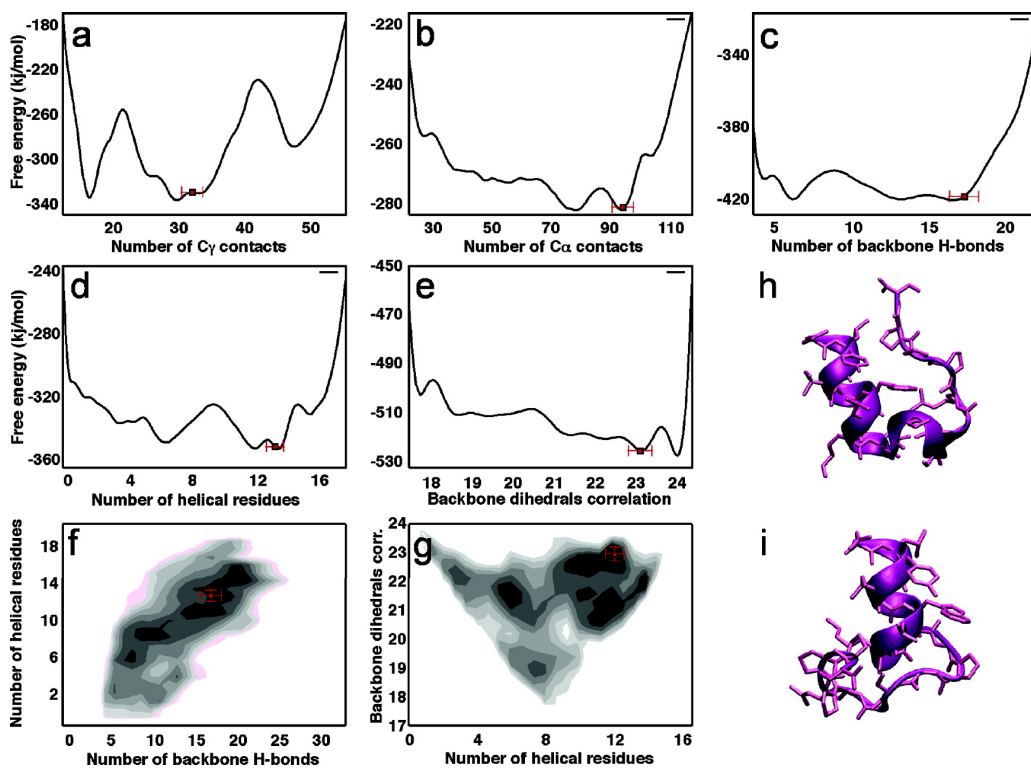 a
-180
-220
-260
-300
-340
Free energy (kj/mol)
20 30 40 50
Number of Cγ contacts
b
-220
-240
-260
-280
30 50 70 90 110
Number of Cα contacts
c
-340
-380
-420
5 10 15 20
Number of backbone H-bonds
d
-240
-280
-320
-360
Free energy (kj/mol)
0 4 8 12 16
Number of helical residues
e
-450
-470
-490
-510
-530
18 19 20 21 22 23 24
Backbone dihedrals correlation
h
f
18
14
10
6
2
Number of helical residues
0 5 10 15 20 25 30
Number of backbone H-bonds
g
24
23
22
21
20
19
18
17
Backbone dihedrals corr.
0 4 8 12 16
Number of helical residues
i